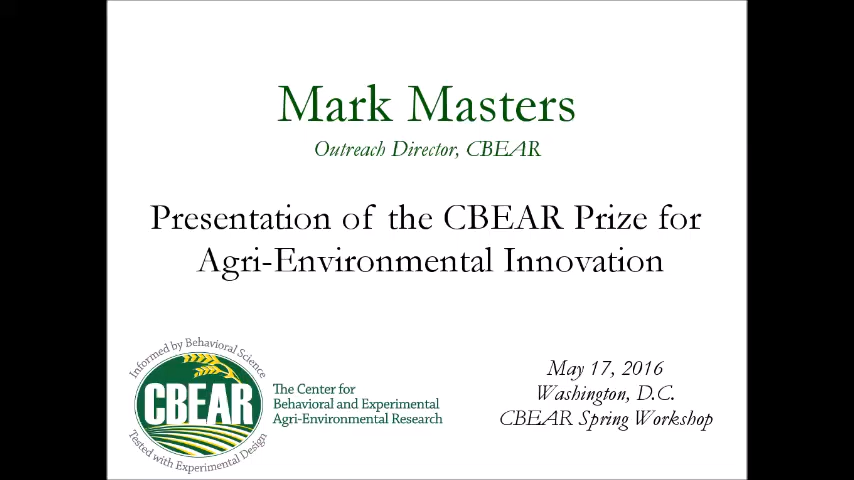 Mark Masters
Outreach Director, CBEAR
Presentation of the CBEAR Prize for
Agri-Environmental Innovation
Informed by Behavioral Science
CBEAR
Tested with Experimental Design
The Center for
Behavioral and Experimental
Agri-Environmental Research
May 17, 2016
Washington, D.C.
CBEAR Spring Workshop